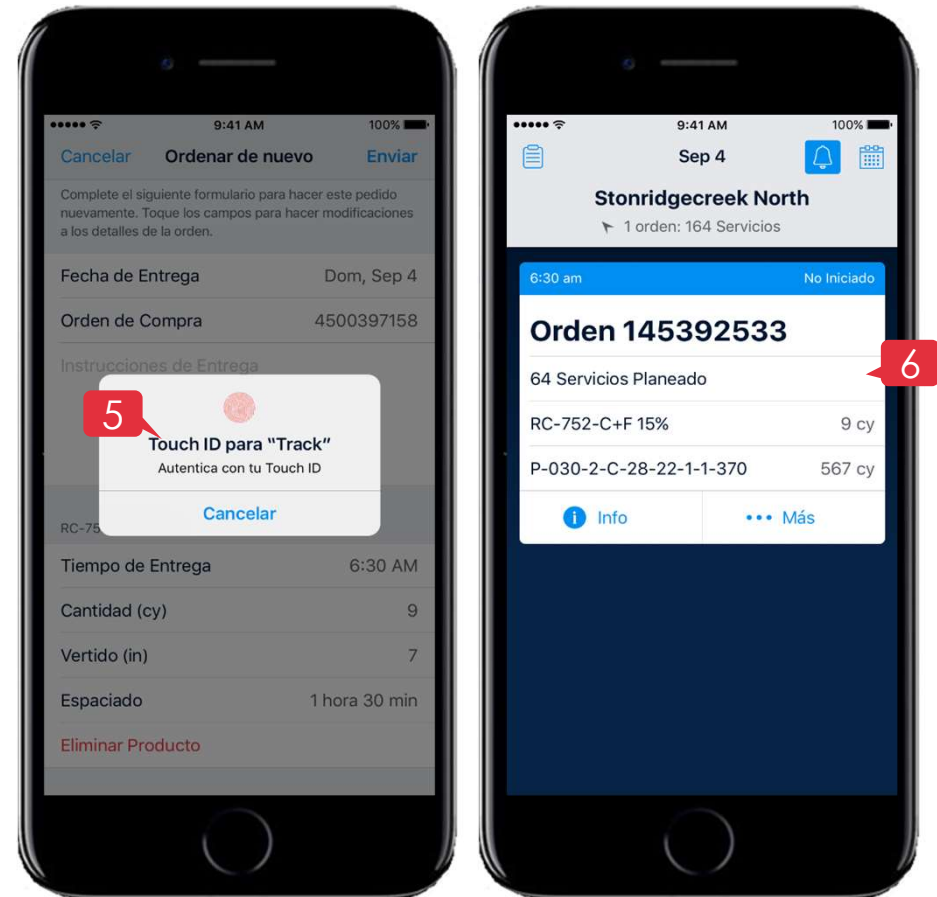 9:41 AM
100%
Cancelar Ordenar de nuevo Enviar
Complete el siguiente formulario para hacer este pedido
nuevamente. Toque los campos para hacer modificaciones
a los detalles de la orden.
Fecha de Entrega Dom, Sep 4
Orden de Compra 4500397158
Instrucciones de Entrega
5
Touch ID para “Track”
Autentica con tu Touch ID
Cancelar
RC-75
Tiempo de Entrega 6:30 AM
Cantidad (cy) 9
Vertido (in) 7
Espaciado 1 hora 30 min
Eliminar Producto
9:41 AM
100%
Sep 4
Stonridgecreek North
1 orden: 164 Servicios
6:30 am No Iniciado
Orden 145392533
6
64 Servicios Planeado
RC-752-C+F 15% 9 cy
P-030-2-C-28-22-1-1-370 567 cy
Info
Más